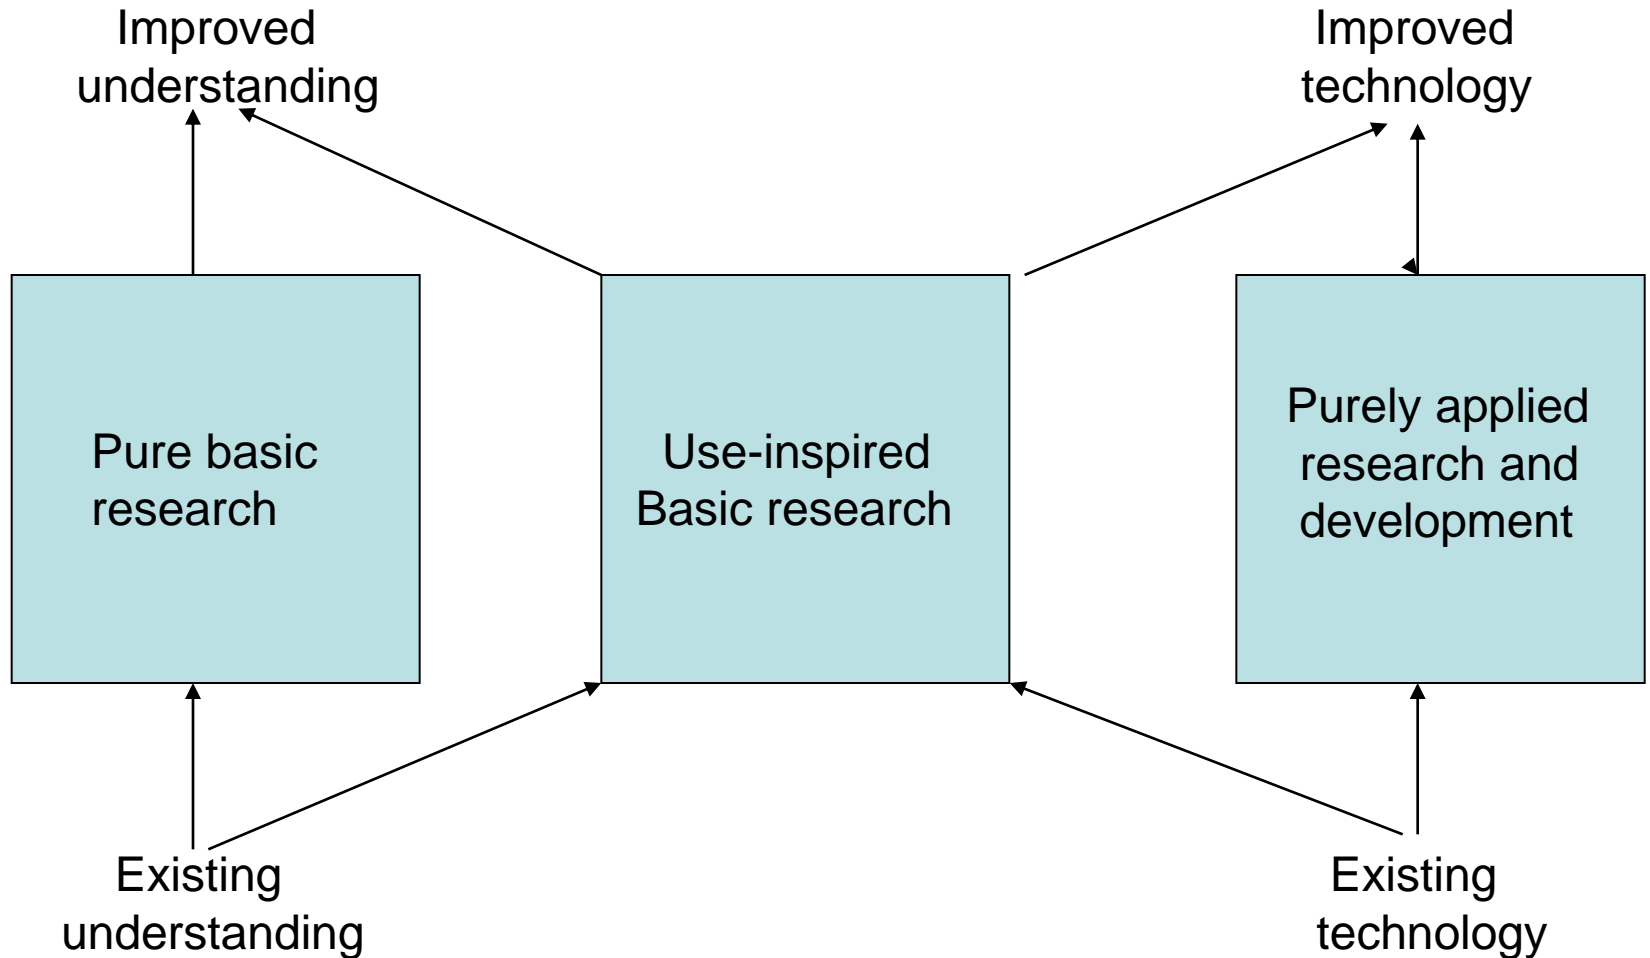 Improved
understanding
Improved
technology
Pure basic
research
Use-inspired
Basic research
Purely applied
research and
development
Existing
understanding
Existing
technology